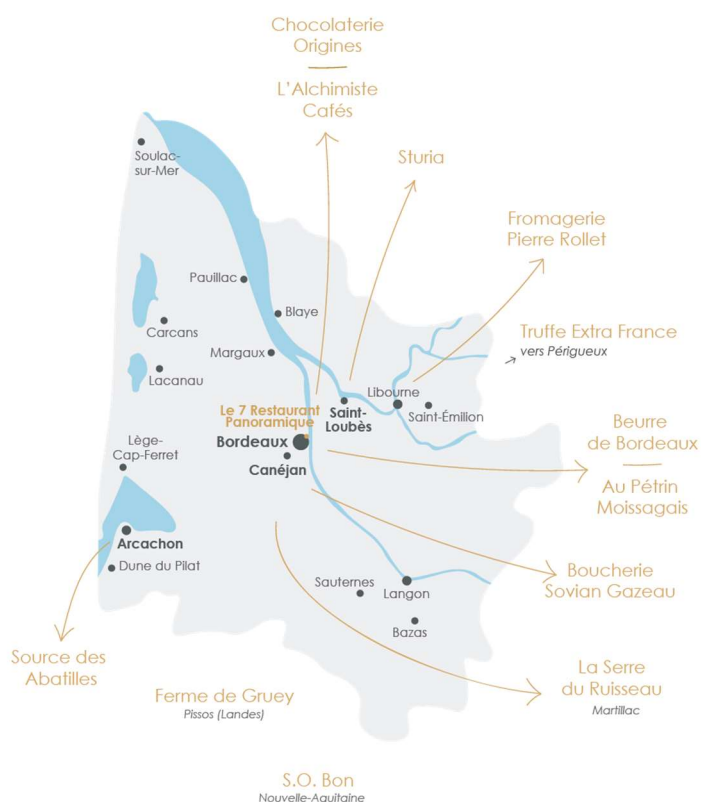 Chocolaterie
Origines
L'Alchimiste
Cafés
Sturia
Soulac-
sur-Mer
Fromagerie
Pierre Rollet
Pauillac
Blaye
Carcans
Truffe Extra France
vers Périgueux
Margaux
Lacanau
Libourne
Saint-
Loubès
Saint-Émilion
Le 7 Restaurant
Panoramique
Bordeaux
Canéjan
Beurre
de Bordeaux
Au Pétrin
Moissagais
Lège-
Cap-Ferret
Arcachon
Dune du Pilat
Boucherie
Sovian Gazeau
Sauternes
Langon
Bazas
Source des
Abatilles
La Serre
du Ruisseau
Martillac
Ferme de Gruey
Pissos (Landes)
S.O. Bon
Nouvelle-Aquitaine